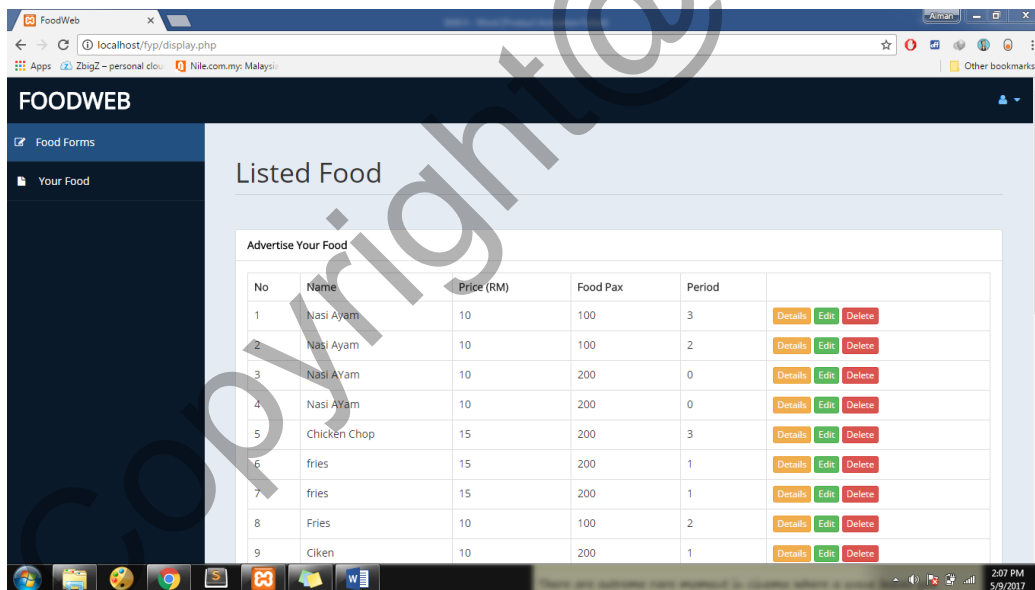 FoodWeb
Aiman
localhost/fyp/display.php
Apps ZbigZ – personal clou Nile.com.my: Malaysia Other bookmarks
FOODWEB
Food Forms
Your Food
Listed Food
Advertise Your Food
No Name Price (RM) Food Pax Period
1 Nasi Ayam 10 100 3 Details Edit Delete
2 Nasi Ayam 10 100 2 Details Edit Delete
3 Nasi AYam 10 200 0 Details Edit Delete
4 Nasi AYam 10 200 0 Details Edit Delete
5 Chicken Chop 15 200 3 Details Edit Delete
6 fries 15 200 1 Details Edit Delete
7 fries 15 200 1 Details Edit Delete
8 Fries 10 100 2 Details Edit Delete
9 Ciken 10 200 1 Details Edit Delete
2:07 PM
5/9/2017
Copyright@